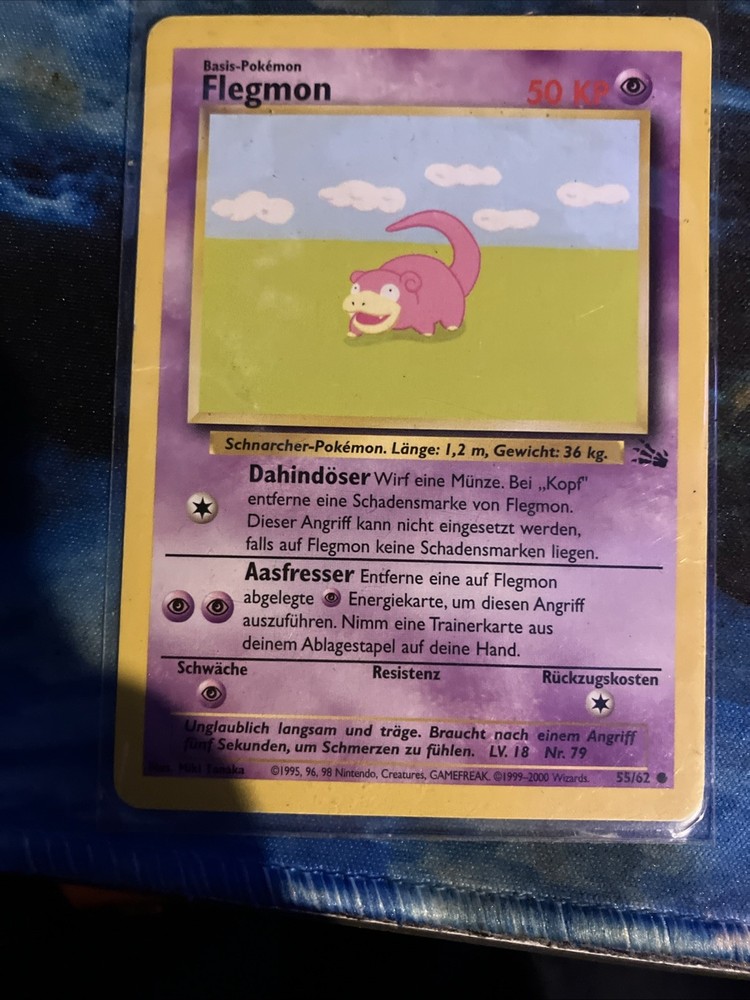 Basis-Pokémon
Flegmon
50 KP
Schnarcher-Pokémon. Länge: 1,2 m, Gewicht: 36 kg.
Dahindöser Wirf eine Münze. Bei „Kopf"
entferne eine Schadensmarke von Flegmon.
Dieser Angriff kann nicht eingesetzt werden,
falls auf Flegmon keine Schadensmarken liegen.
Aasfresser Entferne eine auf Flegmon
abgelegte Energiekarte, um diesen Angriff
auszuführen. Nimm eine Trainerkarte aus
deinem Ablagestapel auf deine Hand.
Schwäche Resistenz Rückzugskosten
Unglaublich langsam und träge. Braucht nach einem Angriff
fünf Sekunden, um Schmerzen zu fühlen. LV. 18 Nr. 79
Miki Tanaka ©1995, 96, 98 Nintendo, Creatures, GAMEFREAK. ©1999–2000 Wizards. 55/62